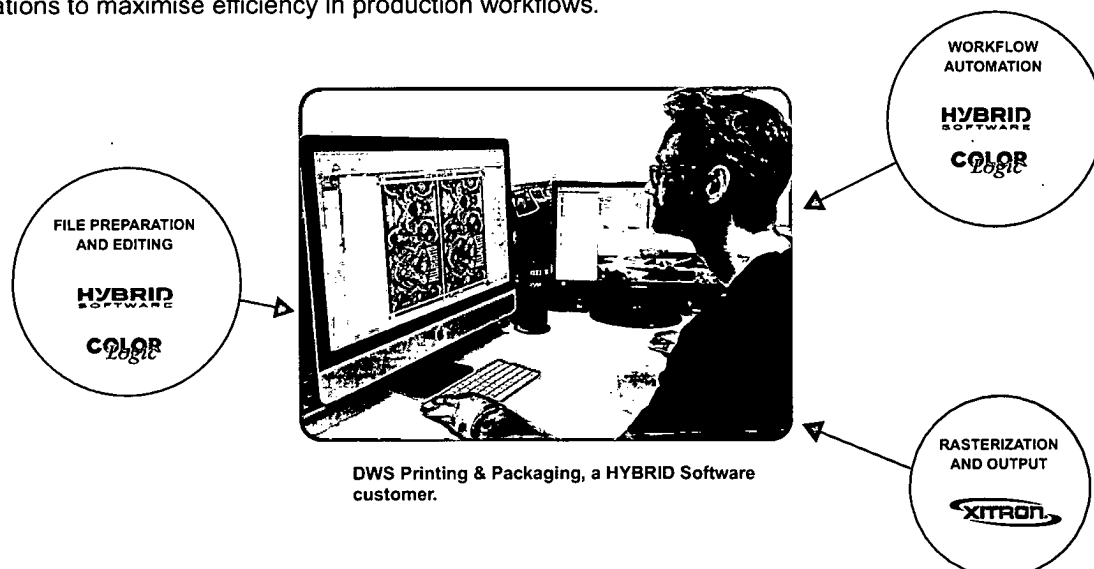 ations to maximise efficiency in production workflows.
WORKFLOW
AUTOMATION
HYBRID
SOFTWARE
COLOR
Logic
FILE PREPARATION
AND EDITING
HYBRID
SOFTWARE
COLOR
Logic
RASTERIZATION
AND OUTPUT
XITRON
DWS Printing & Packaging, a HYBRID Software
customer.